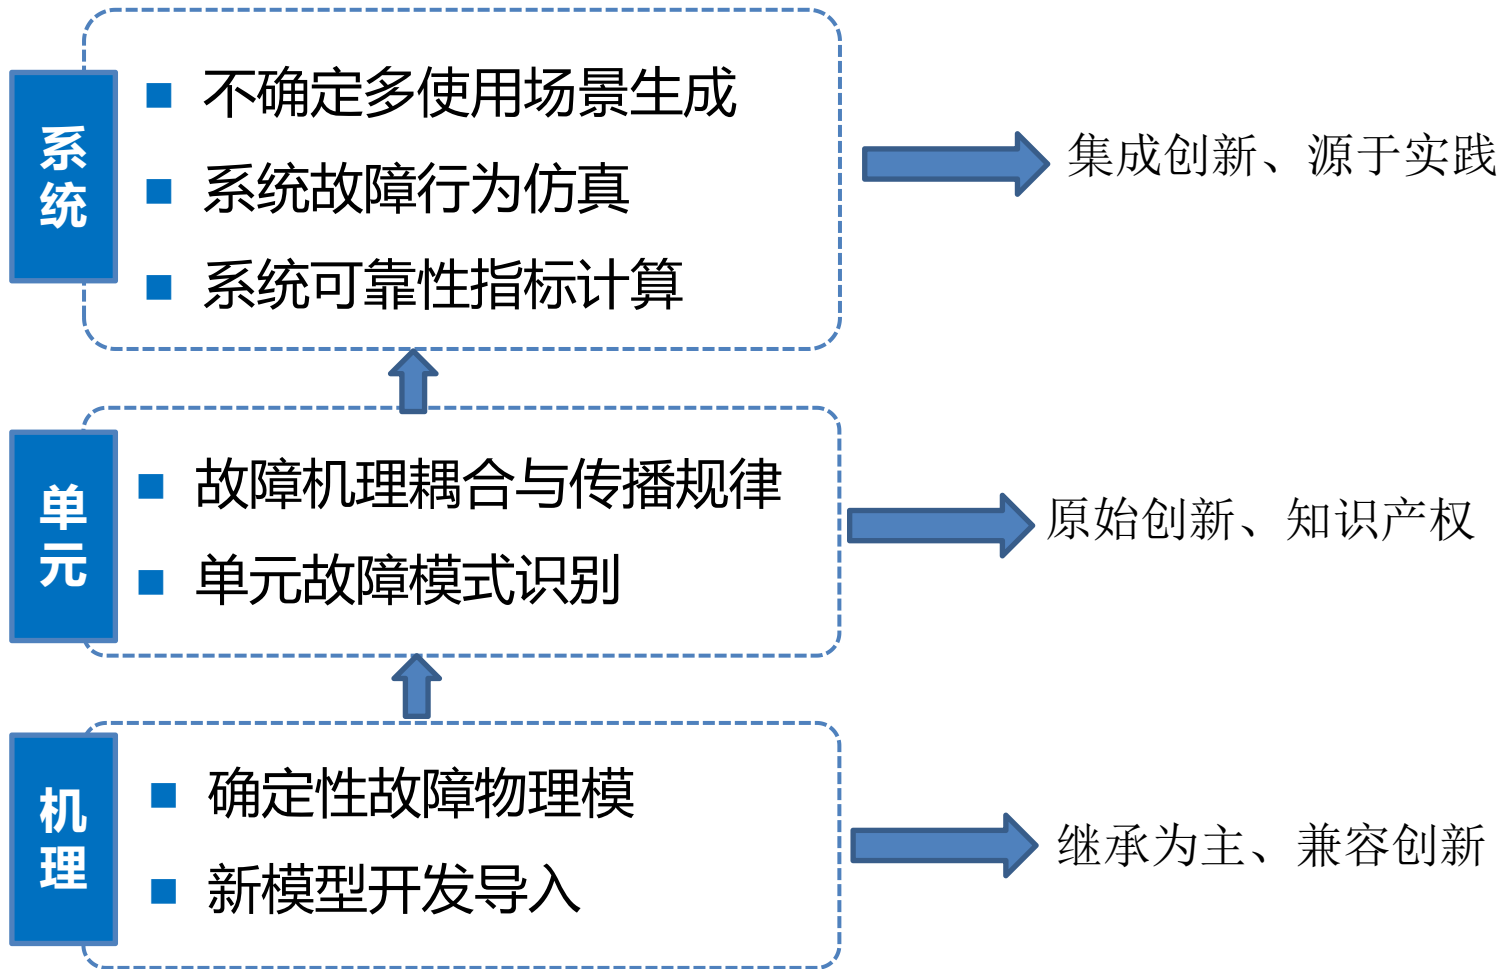 系统
不确定多使用场景生成
系统故障行为仿真
系统可靠性指标计算
集成创新、源于实践
单元
故障机理耦合与传播规律
单元故障模式识别
原始创新、知识产权
机理
确定性故障物理模
新模型开发导入
继承为主、兼容创新